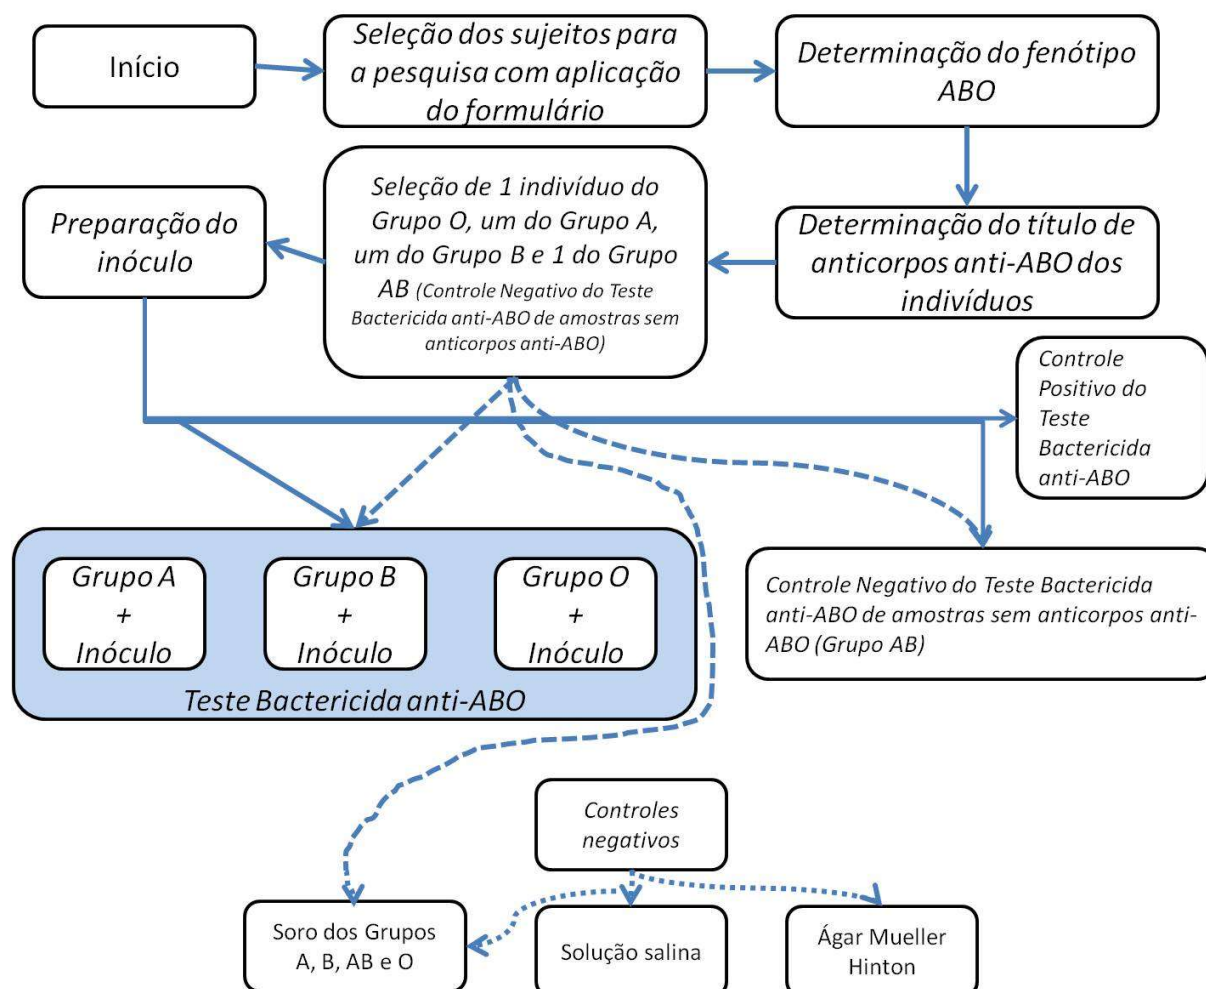 Início
Seleção dos sujeitos para
a pesquisa com aplicação
do formulário
Determinação do fenótipo
ABO
Preparação do
inóculo
Seleção de 1 indivíduo do
Grupo O, um do Grupo A,
um do Grupo B e 1 do Grupo
AB (Controle Negativo do Teste
Bactericida anti-ABO de amostras sem
anticorpos anti-ABO)
Determinação do título de
anticorpos anti-ABO dos
indivíduos
Controle
Positivo do
Teste
Bactericida
anti-ABO
Grupo A
+
Inóculo
Grupo B
+
Inóculo
Grupo O
+
Inóculo
Teste Bactericida anti-ABO
Controle Negativo do Teste Bactericida
anti-ABO de amostras sem anticorpos anti-
ABO (Grupo AB)
Controles
negativos
Soro dos Grupos
A, B, AB e O
Solução salina
Ágar Mueller
Hinton